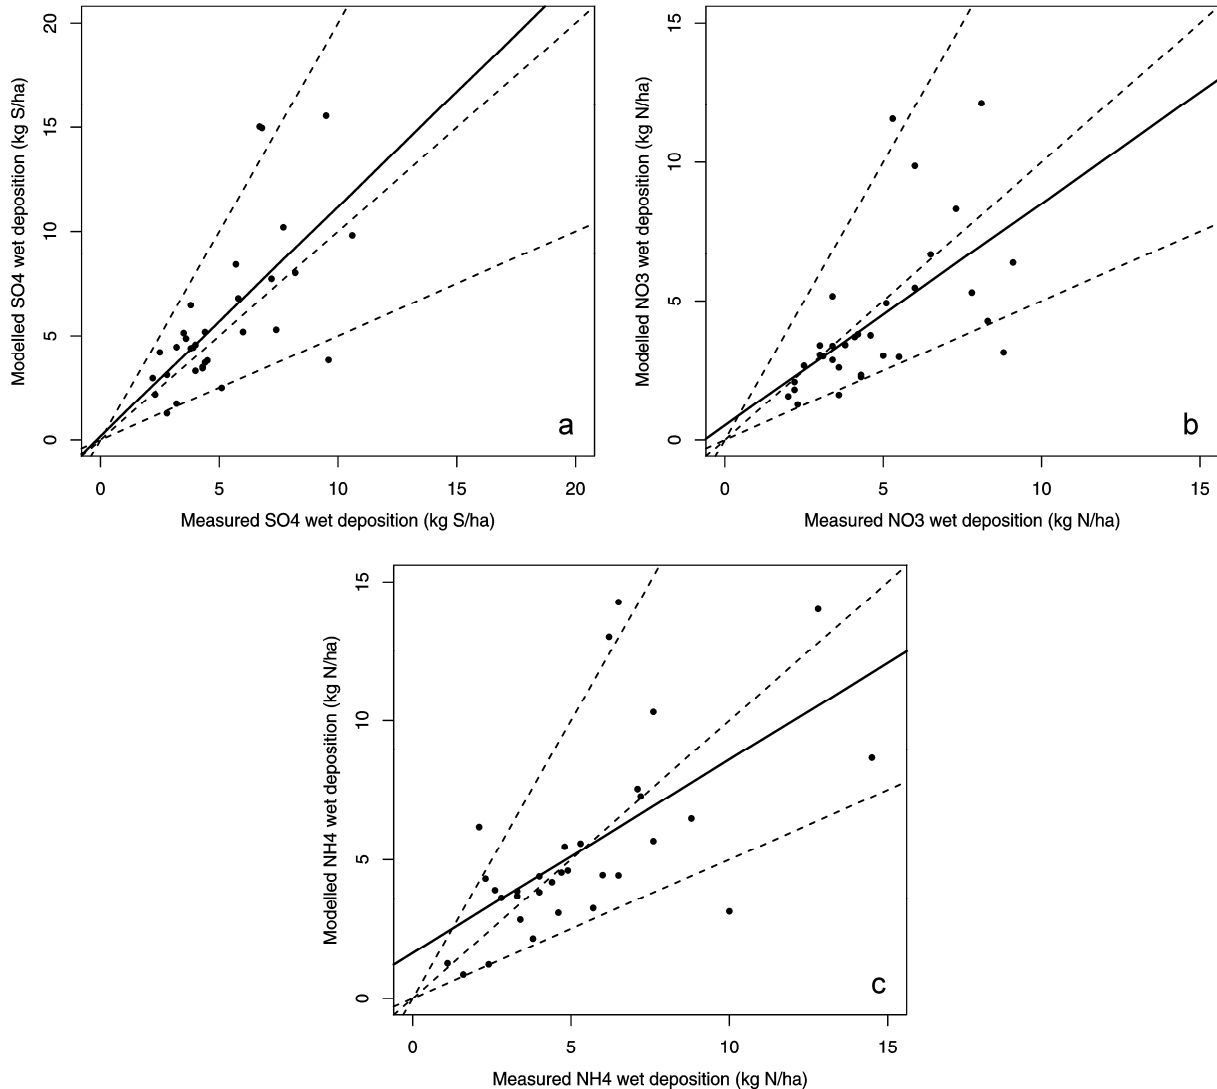 Modelled SO4 wet deposition (kg S/ha)
20
15
10
5
0
a
0 5 10 15 20
Measured SO4 wet deposition (kg S/ha)
Modelled NO3 wet deposition (kg N/ha)
15
10
5
0
b
0 5 10 15
Measured NO3 wet deposition (kg N/ha)
Modelled NH4 wet deposition (kg N/ha)
15
10
5
0
c
0 5 10 15
Measured NH4 wet deposition (kg N/ha)